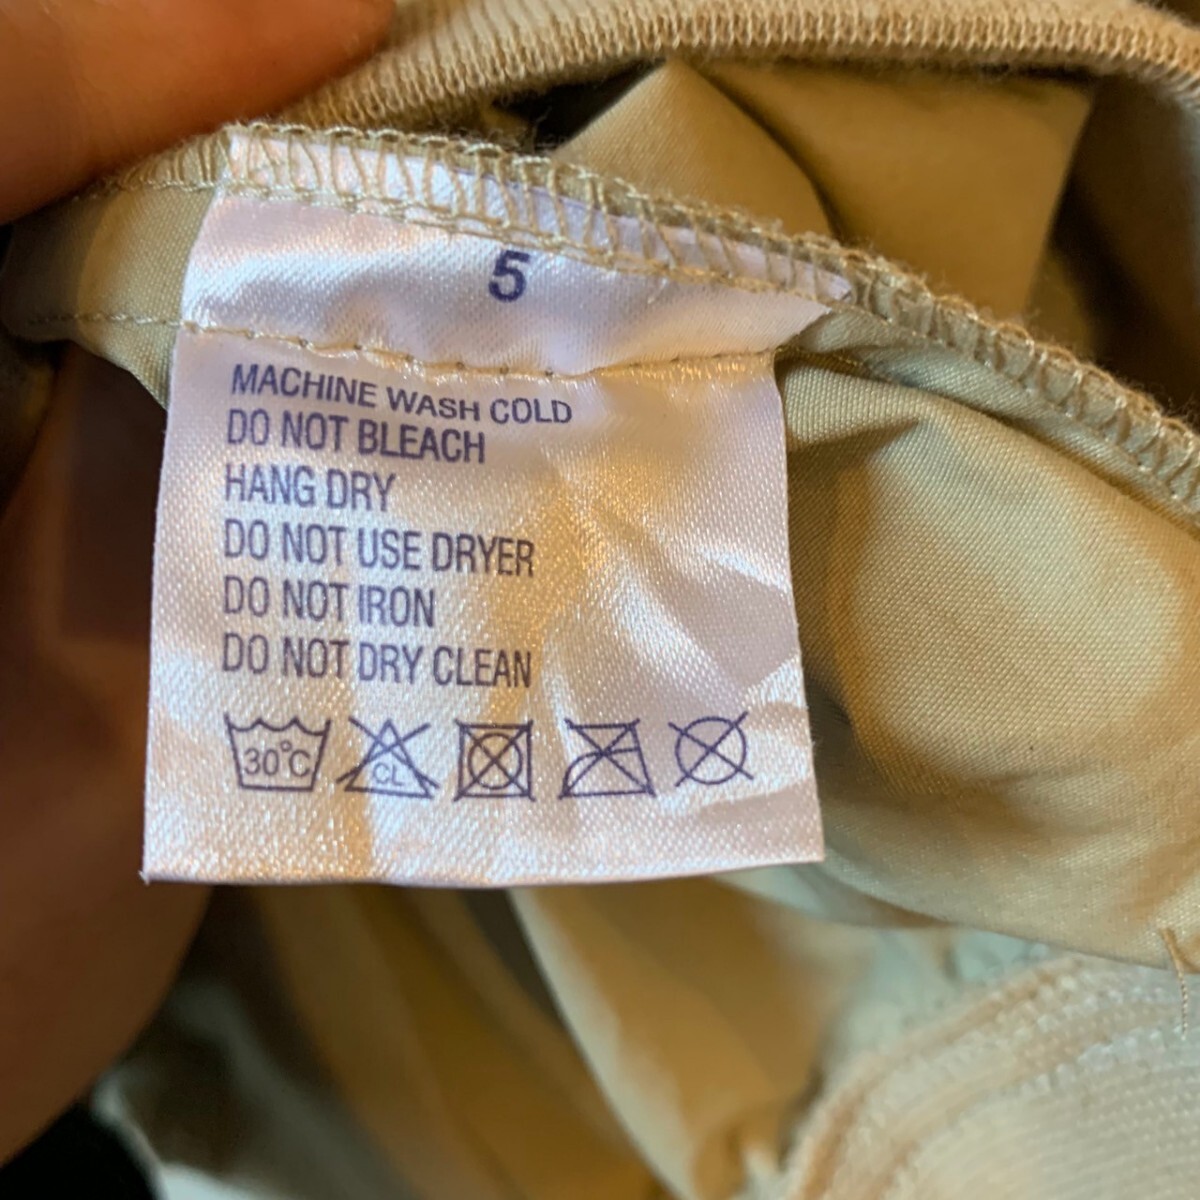 5
MACHINE WASH COLD
DO NOT BLEACH
HANG DRY
DO NOT USE DRYER
DO NOT IRON
DO NOT DRY CLEAN
30°C CL